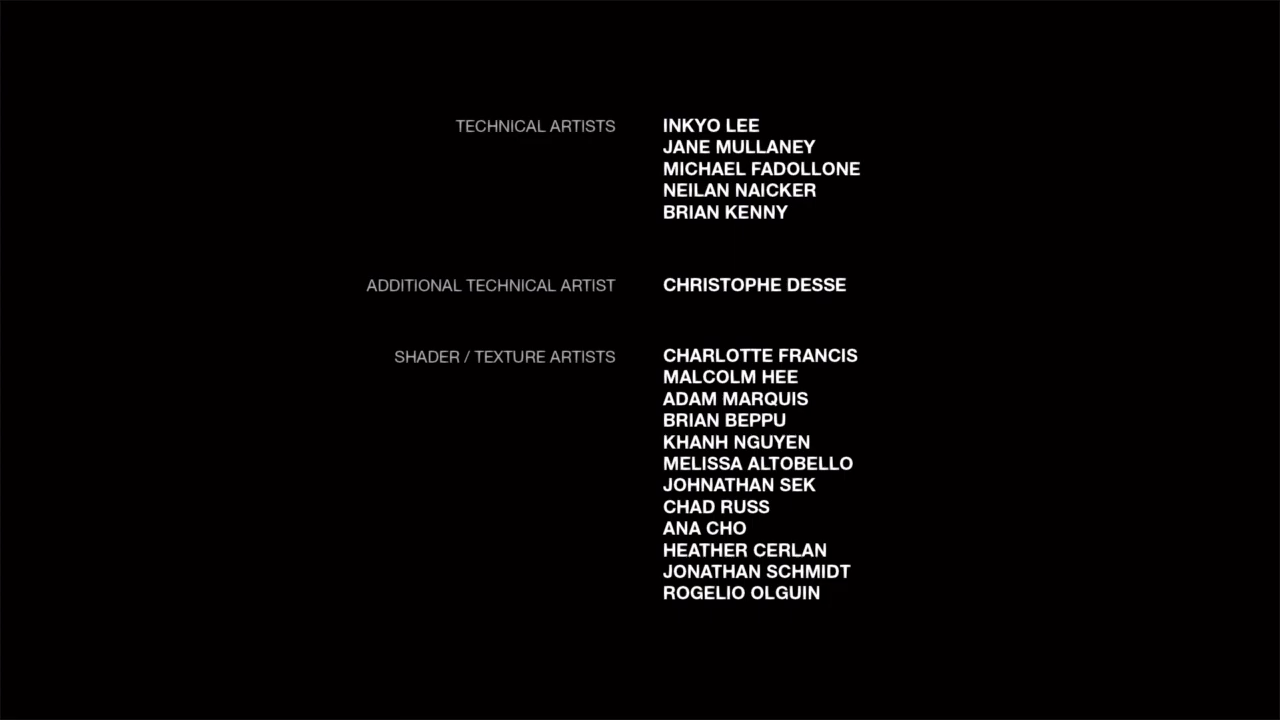 TECHNICAL ARTISTS INKYO LEE
JANE MULLANEY
MICHAEL FADOLLONE
NEILAN NAICKER
BRIAN KENNY
ADDITIONAL TECHNICAL ARTIST CHRISTOPHE DESSE
SHADER / TEXTURE ARTISTS CHARLOTTE FRANCIS
MALCOLM HEE
ADAM MARQUIS
BRIAN BEPPU
KHANH NGUYEN
MELISSA ALTOBELLO
JOHNATHAN SEK
CHAD RUSS
ANA CHO
HEATHER CERLAN
JONATHAN SCHMIDT
ROGELIO OLGUIN